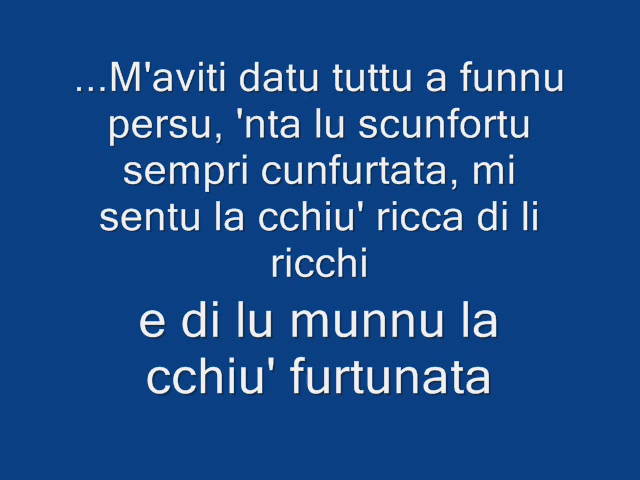 ...M'aviti datu tuttu a funnu
persu, 'nta lu scunfortu
sempri cunfurtata, mi
sentu la cchiu' ricca di li
ricchi
e di lu munnu la
cchiu' furtunata